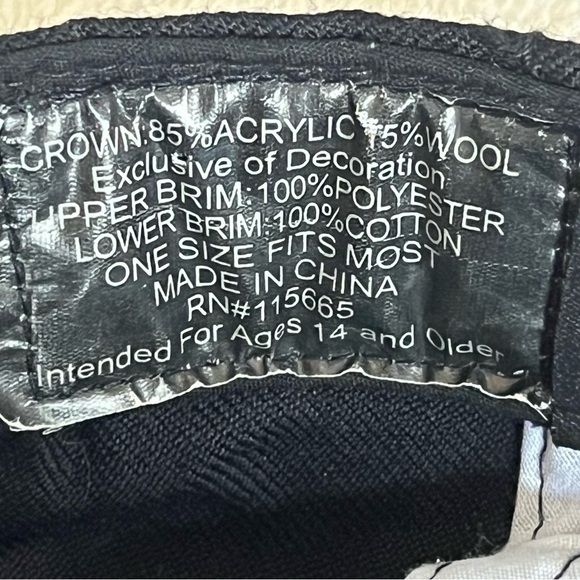 CROWN:85%ACRYLIC 15%WOOL
Exclusive of Decoration
UPPER BRIM:100%POLYESTER
LOWER BRIM:100%COTTON
ONE SIZE FITS MOST
MADE IN CHINA
RN#115665
Intended For Ages 14 and Older